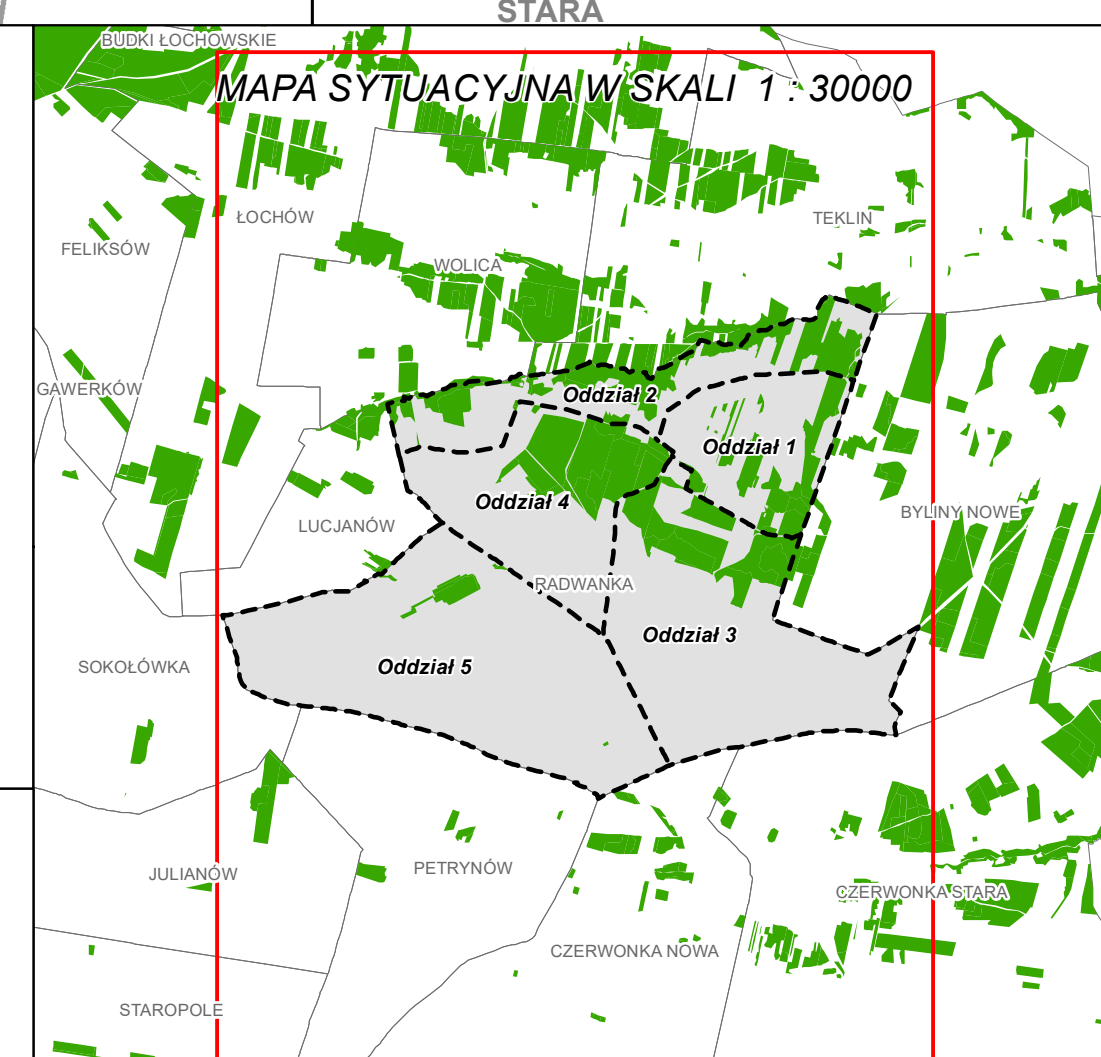 STARA
BUDKI ŁOCHOWSKIE
MAPA SYTUACYJNA W SKALI 1 : 30000
ŁOCHÓW
TEKLIN
FELIKSÓW
WOLICA
GAWERKÓW
Oddział 2
Oddział 1
Oddział 4
BYLINY NOWE
LUCJANÓW
RADWANKA
Oddział 3
SOKOŁÓWKA
Oddział 5
JULIANÓW
PETRYNÓW
CZERWONKA STARA
CZERWONKA NOWA
STAROPOLE